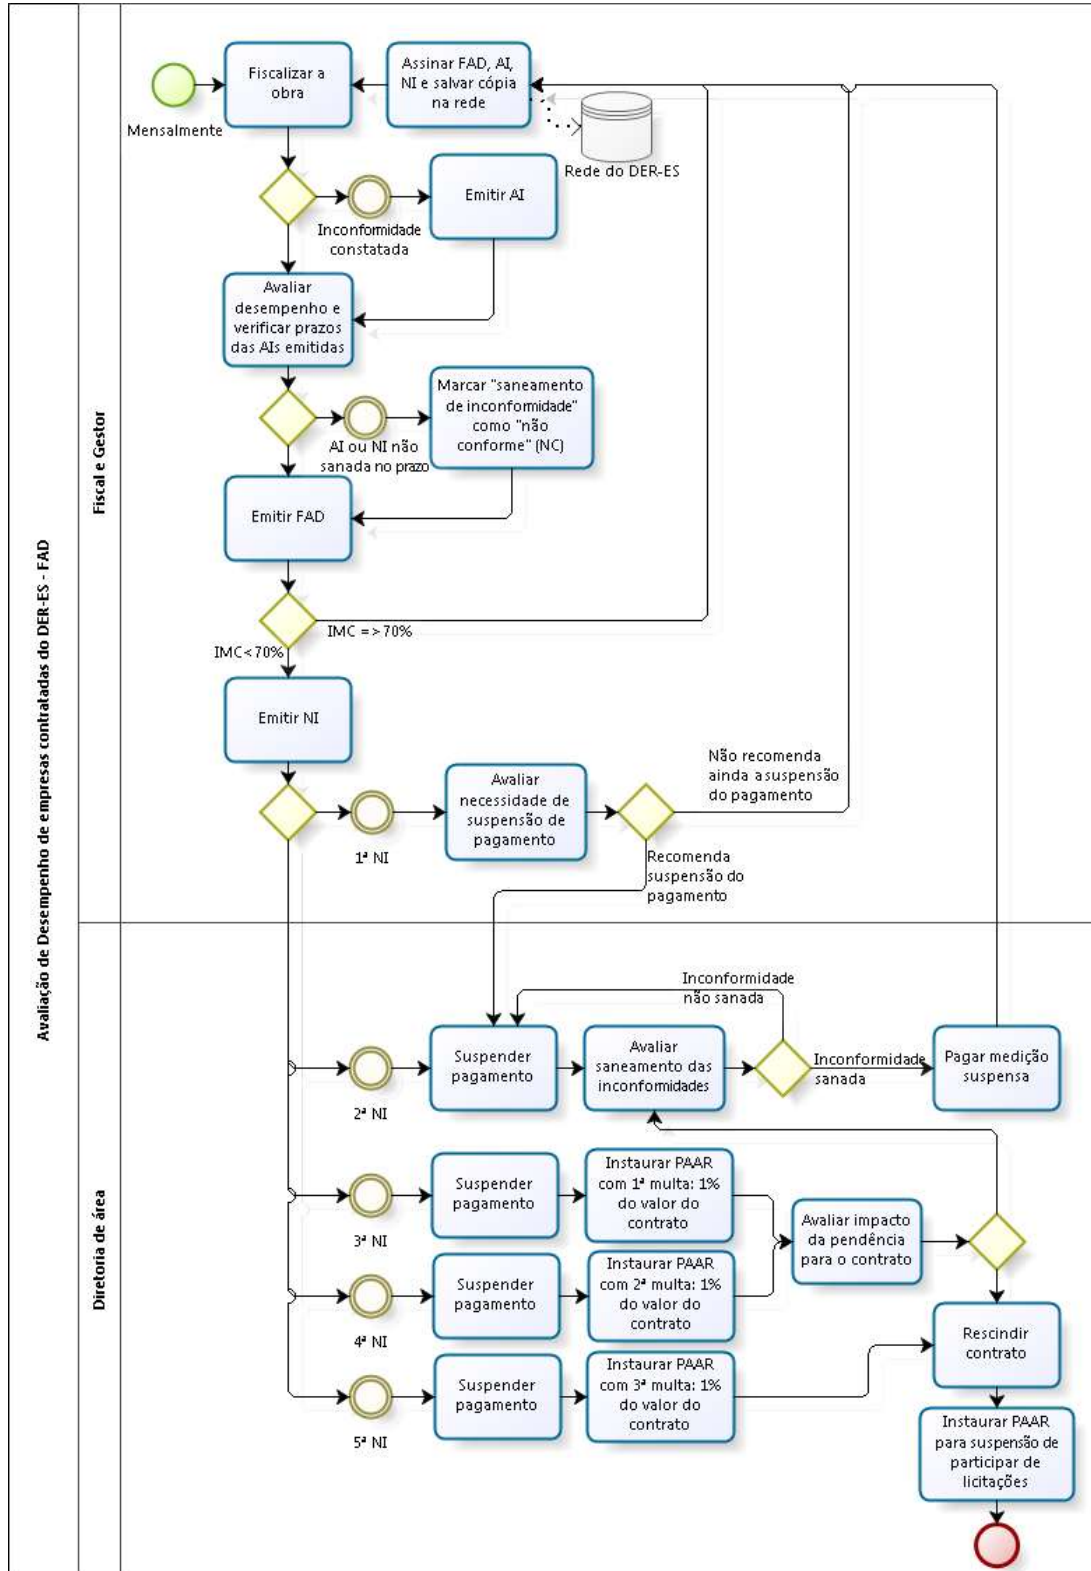 Avaliação de Desempenho de empresas contratadas do DER-ES - FAD
Fiscal e Gestor
Mensalmente
Fiscalizar a
obra
Assinar FAD, AI,
NI e salvar cópia
na rede
Rede do DER-ES
Inconformidade
constatada
Emitir AI
Avaliar
desempenho e
verificar prazos
das AIs emitidas
AI ou NI não
sanada no prazo
Marcar "saneamento
de inconformidade"
como "não
conforme" (NC)
Emitir FAD
IMC =>70%
IMC<70%
Emitir NI
1ª NI
Avaliar
necessidade de
suspensão de
pagamento
Não recomenda
ainda a suspensão
do pagamento
Recomenda
suspensão do
pagamento
Diretoria de área
2ª NI
Suspender
pagamento
Avaliar
saneamento das
inconformidades
Inconformidade
não sanada
Inconformidade
sanada
Pagar medição
suspensa
3ª NI
Suspender
pagamento
Instaurar PAAR
com 1ª multa: 1%
do valor do
contrato
Avaliar impacto
da pendência
para o contrato
4ª NI
Suspender
pagamento
Instaurar PAAR
com 2ª multa: 1%
do valor do
contrato
Rescindir
contrato
5ª NI
Suspender
pagamento
Instaurar PAAR
com 3ª multa: 1%
do valor do
contrato
Instaurar PAAR
para suspensão de
participar de
licitações